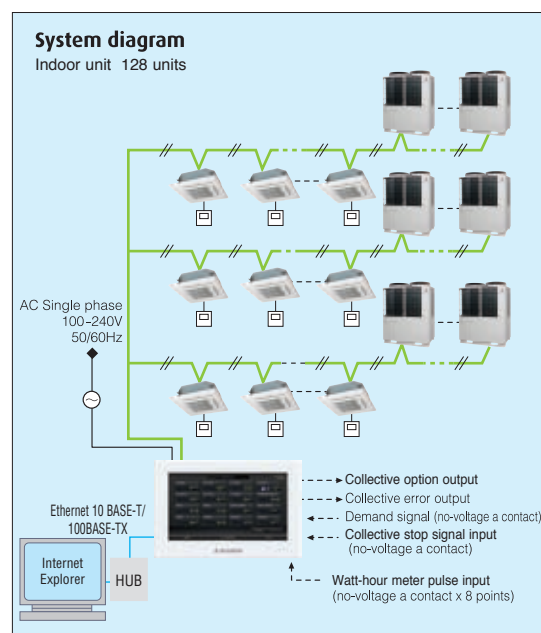 System diagram
Indoor unit 128 units
AC Single phase
100-240V
50/60Hz
Ethernet 10 BASE-T/
100BASE-TX
Internet
Explorer
HUB
Collective option output
Collective error output
Demand signal (no-voltage a contact)
Collective stop signal input
(no-voltage a contact)
Watt-hour meter pulse input
(no-voltage a contact x 8 points)